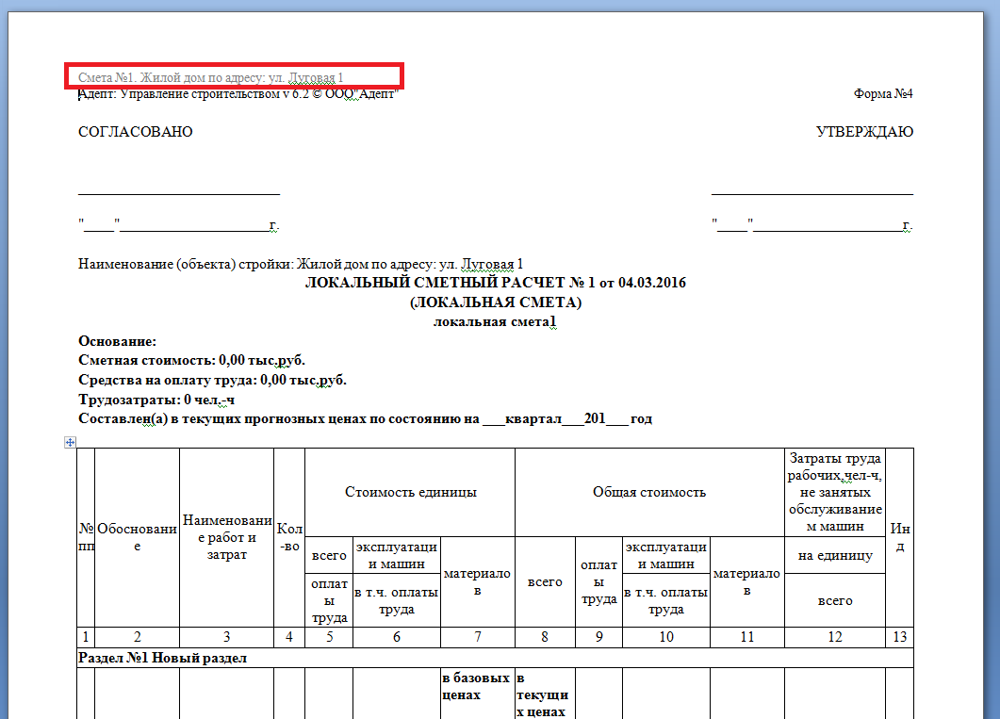 Смета №1. Жилой дом по адресу: ул. Луговая 1
Адепт: Управление строительством v 6.2 © ООО"Адепт"
Форма №4
СОГЛАСОВАНО
УТВЕРЖДАЮ
"____"_____________________г.
"____"_____________________г.
Наименование (объекта) стройки: Жилой дом по адресу: ул. Луговая 1
ЛОКАЛЬНЫЙ СМЕТНЫЙ РАСЧЕТ № 1 от 04.03.2016
(ЛОКАЛЬНАЯ СМЕТА)
локальная смета1
Основание:
Сметная стоимость: 0,00 тыс.руб.
Средства на оплату труда: 0,00 тыс.руб.
Трудозатраты: 0 чел.-ч
Составлен(а) в текущих прогнозных ценах по состоянию на ___квартал___201___ год
№
пп
Обосновани
е
Наименовани
е работ и
затрат
Кол
-во
Стоимость единицы
Общая стоимость
Затраты труда
рабочих,чел-ч,
не занятых
обслуживание
м машин
Ин
д
всего
эксплуатаци
и машин
материало
в
всего
оплат
ы
труда
эксплуатаци
и машин
материало
в
на единицу
оплат
ы
труда
в т.ч. оплаты
труда
в т.ч. оплаты
труда
всего
1 2 3 4 5 6 7 8 9 10 11 12 13
Раздел №1 Новый раздел
в базовых
ценах
в
текущи
х ценах